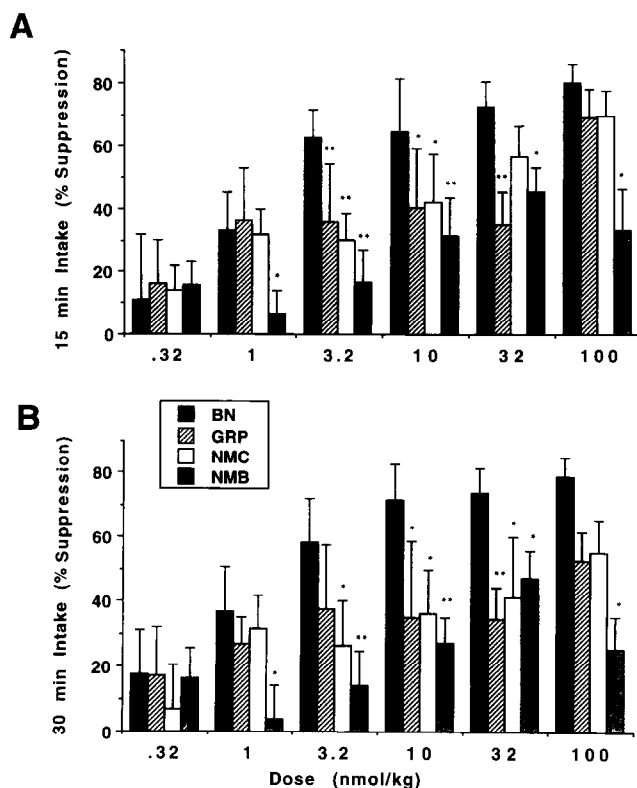 A
15 min Intake (% Suppression)
80
60
40
20
0
*
** ** **
* * **
** *
*
.32 1 3.2 10 32 100
B
BN
GRP
NMC
NMB
30 min Intake (% Suppression)
80
60
40
20
0
*
* **
* * **
** * *
*
.32 1 3.2 10 32 100
Dose (nmol/kg)